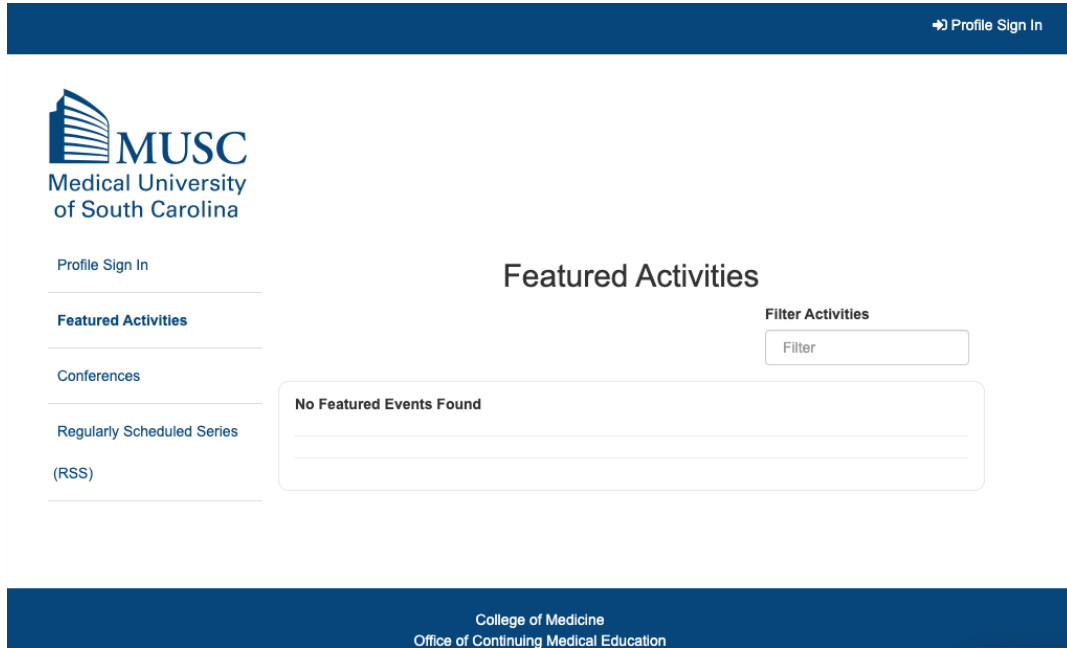 Profile Sign In
MUSC
Medical University
of South Carolina
Profile Sign In
Featured Activities
Conferences
Regularly Scheduled Series
(RSS)
Featured Activities
Filter Activities
Filter
No Featured Events Found
College of Medicine
Office of Continuing Medical Education